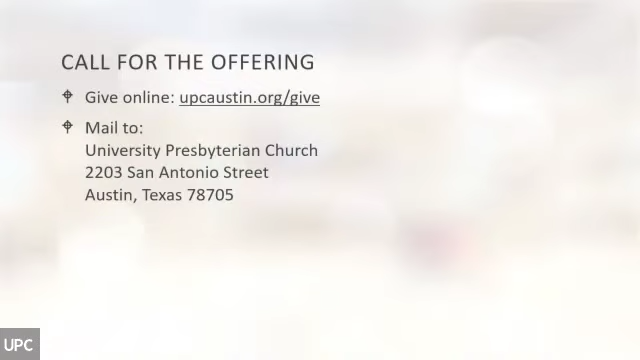 CALL FOR THE OFFERING
Give online: upcaustin.org/give
Mail to:
University Presbyterian Church
2203 San Antonio Street
Austin, Texas 78705
UPC